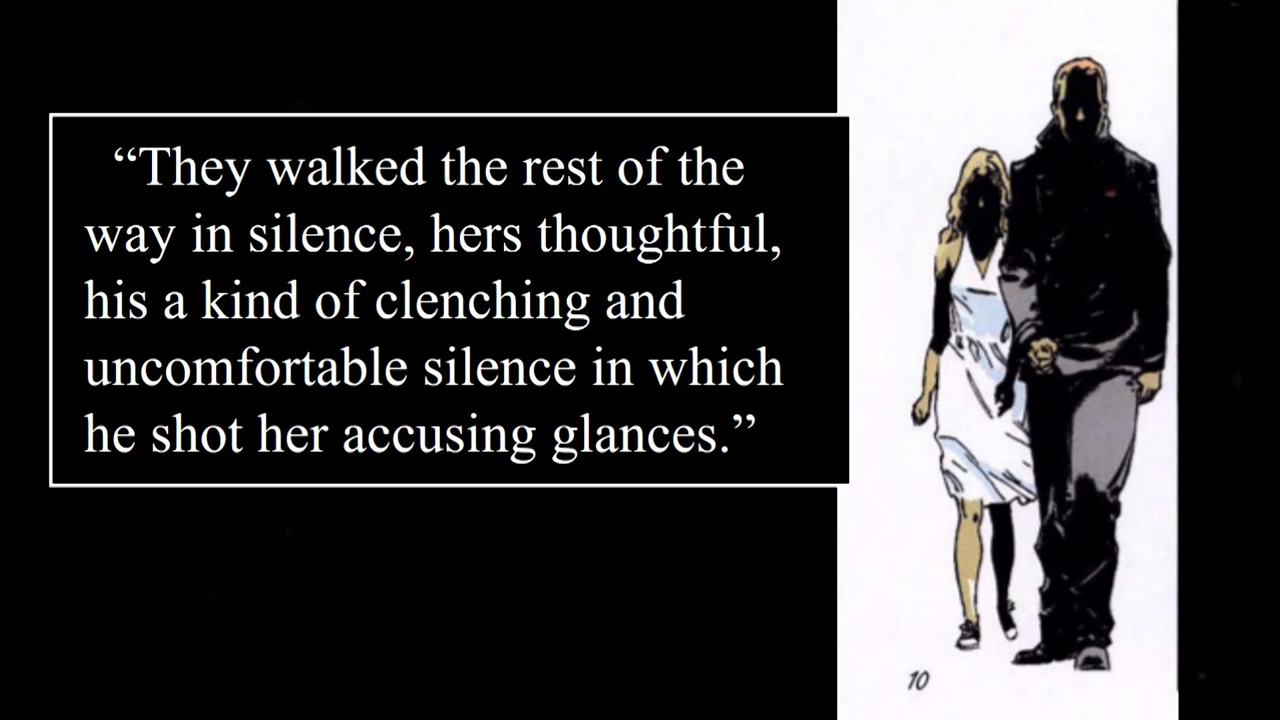 “They walked the rest of the
way in silence, hers thoughtful,
his a kind of clenching and
uncomfortable silence in which
he shot her accusing glances.”
10